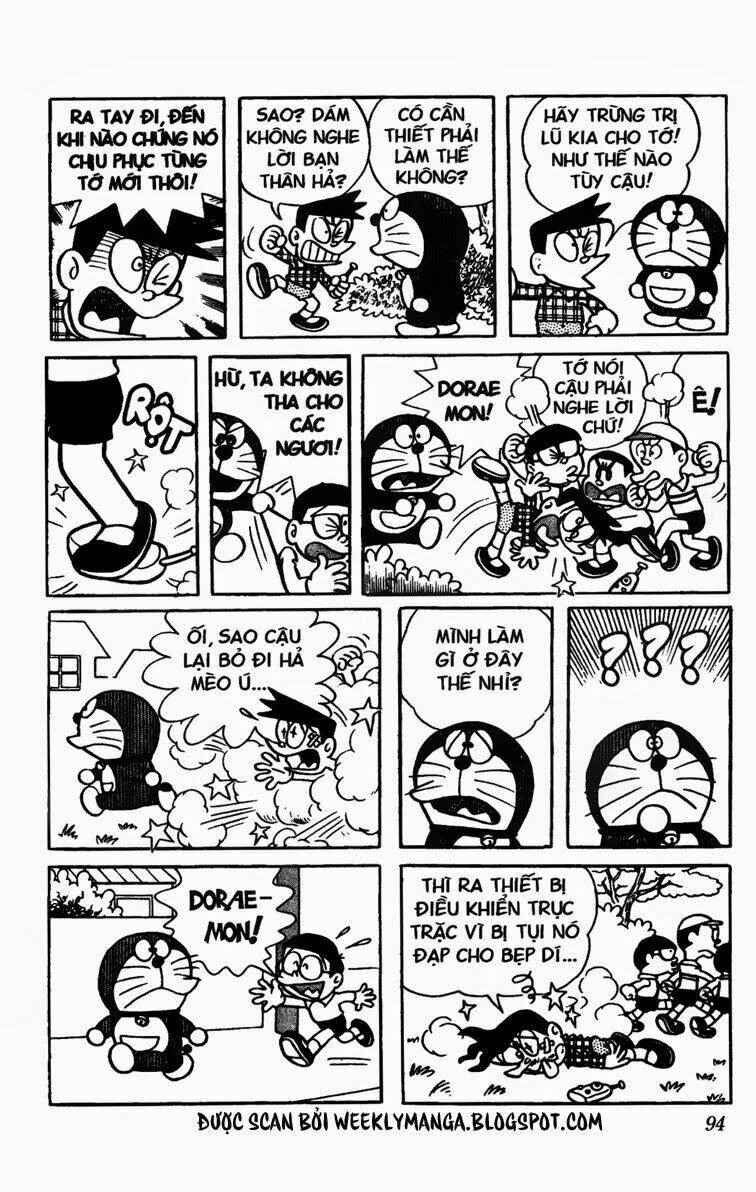 HÃY TRỪNG TRỊ
LŨ KIA CHO TỚ!
NHƯ THẾ NÀO
TÙY CẬU!
CÓ CẦN
THIẾT PHẢI
LÀM THẾ
KHÔNG?
SAO? DÁM
KHÔNG NGHE
LỜI BẠN
THÂN HẢ?
RA TAY ĐI, ĐẾN
KHI NÀO CHÚNG NÓ
CHỊU PHỤC TÙNG
TỚ MỚI THÔI!
Ê!
TỚ NÓI
CẬU PHẢI
NGHE LỜI
CHỨ!
DORAE
MON!
HỪ, TA KHÔNG
THA CHO
CÁC
NGƯƠI!
RỘT
???
MÌNH LÀM
GÌ Ở ĐÂY
THẾ NHỈ?
ỐI, SAO CẬU
LẠI BỎ ĐI HẢ
MÈO Ú...
THÌ RA THIẾT BỊ
ĐIỀU KHIỂN TRỤC
TRẶC VÌ BỊ TỤI NÓ
ĐẠP CHO BẸP DÍ...
DORAE-
MON!
ĐƯỢC SCAN BỞI WEEKLYMANGA.BLOGSPOT.COM
94